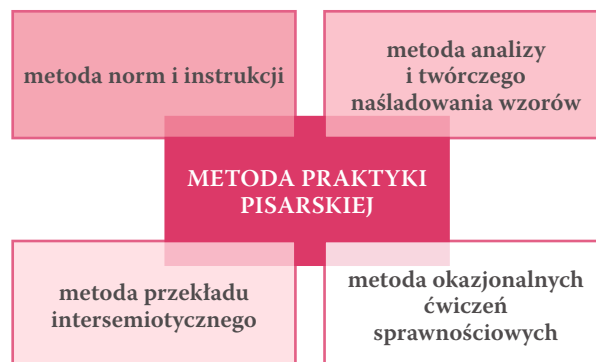 metoda norm i instrukcji
metoda analizy
i twórczego
naśladowania wzorów
METODA PRAKTYKI
PISARSKIEJ
metoda przekładu
intersemiotycznego
metoda okazjonalnych
ćwiczeń
sprawnościowych